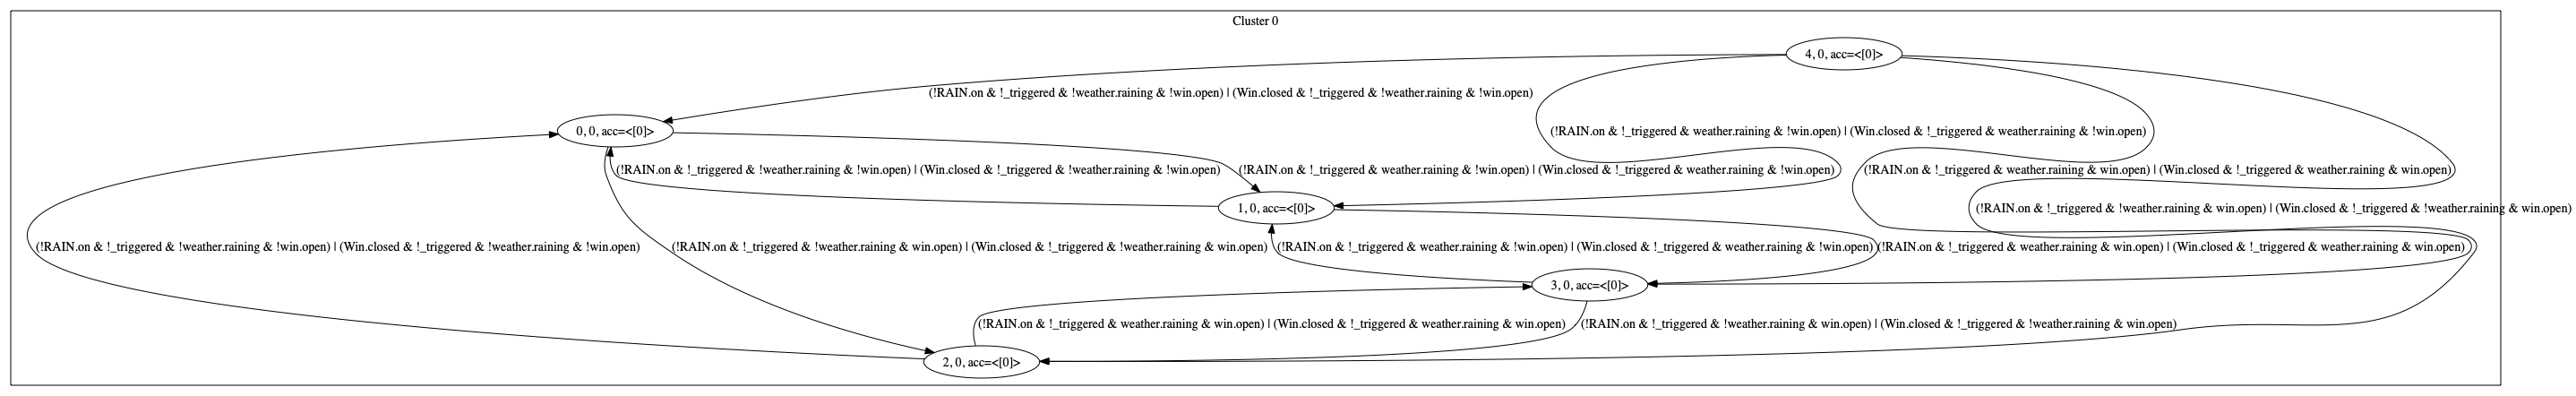 Cluster 0
4, 0, acc=<[0]>
(!RAIN.on & !_triggered & !weather.raining & !win.open) | (Win.closed & !_triggered & !weather.raining & !win.open)
0, 0, acc=<[0]>
(!RAIN.on & !_triggered & weather.raining & !win.open) | (Win.closed & !_triggered & weather.raining & !win.open)
(!RAIN.on & !_triggered & !weather.raining & !win.open) | (Win.closed & !_triggered & !weather.raining & !win.open)
(!RAIN.on & !_triggered & weather.raining & !win.open) | (Win.closed & !_triggered & weather.raining & !win.open)
(!RAIN.on & !_triggered & weather.raining & win.open) | (Win.closed & !_triggered & weather.raining & win.open)
1, 0, acc=<[0]>
(!RAIN.on & !_triggered & !weather.raining & win.open) | (Win.closed & !_triggered & !weather.raining & win.open)
(!RAIN.on & !_triggered & !weather.raining & !win.open) | (Win.closed & !_triggered & !weather.raining & !win.open)
(!RAIN.on & !_triggered & !weather.raining & win.open) | (Win.closed & !_triggered & !weather.raining & win.open)
(!RAIN.on & !_triggered & weather.raining & !win.open) | (Win.closed & !_triggered & weather.raining & !win.open)
(!RAIN.on & !_triggered & weather.raining & win.open) | (Win.closed & !_triggered & weather.raining & win.open)
3, 0, acc=<[0]>
(!RAIN.on & !_triggered & weather.raining & win.open) | (Win.closed & !_triggered & weather.raining & win.open)
(!RAIN.on & !_triggered & !weather.raining & win.open) | (Win.closed & !_triggered & !weather.raining & win.open)
2, 0, acc=<[0]>